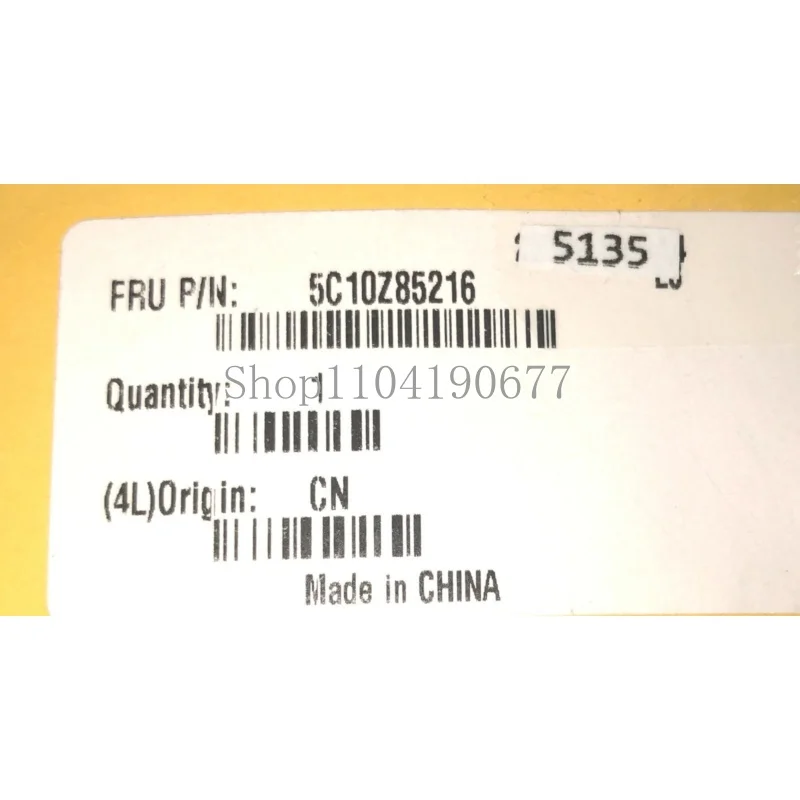 5135
FRU P/N: 5C10Z85216
Quantity: 1
Shop1104190677
(4L)Origin: CN
Made in CHINA